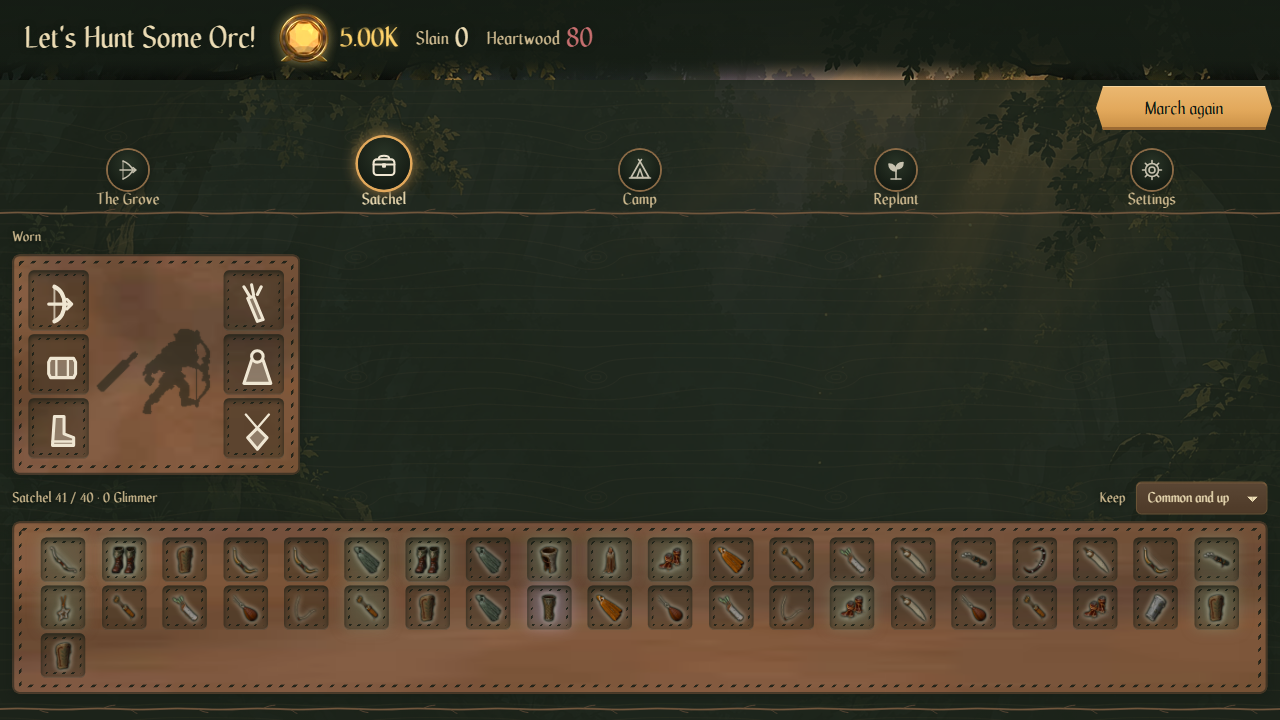 Let's Hunt Some Orc!
5.00K
Slain 0
Heartwood 80
March again
The Grove
Satchel
Camp
Replant
Settings
Worn
Satchel 41 / 40 · 0 Glimmer
Keep
Common and up